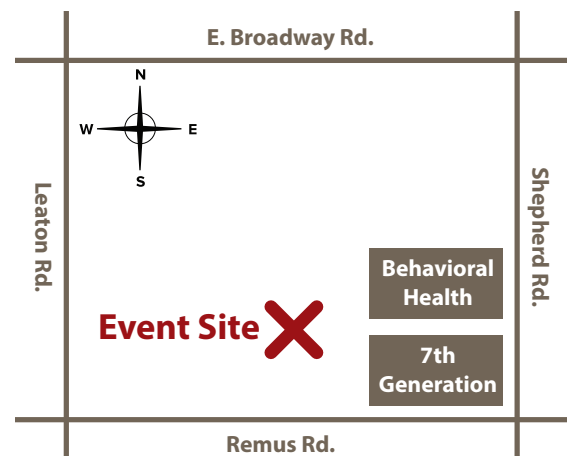 E. Broadway Rd.
N
W E
S
Leaton Rd.
Shepherd Rd.
Behavioral
Health
Event Site
7th
Generation
Remus Rd.